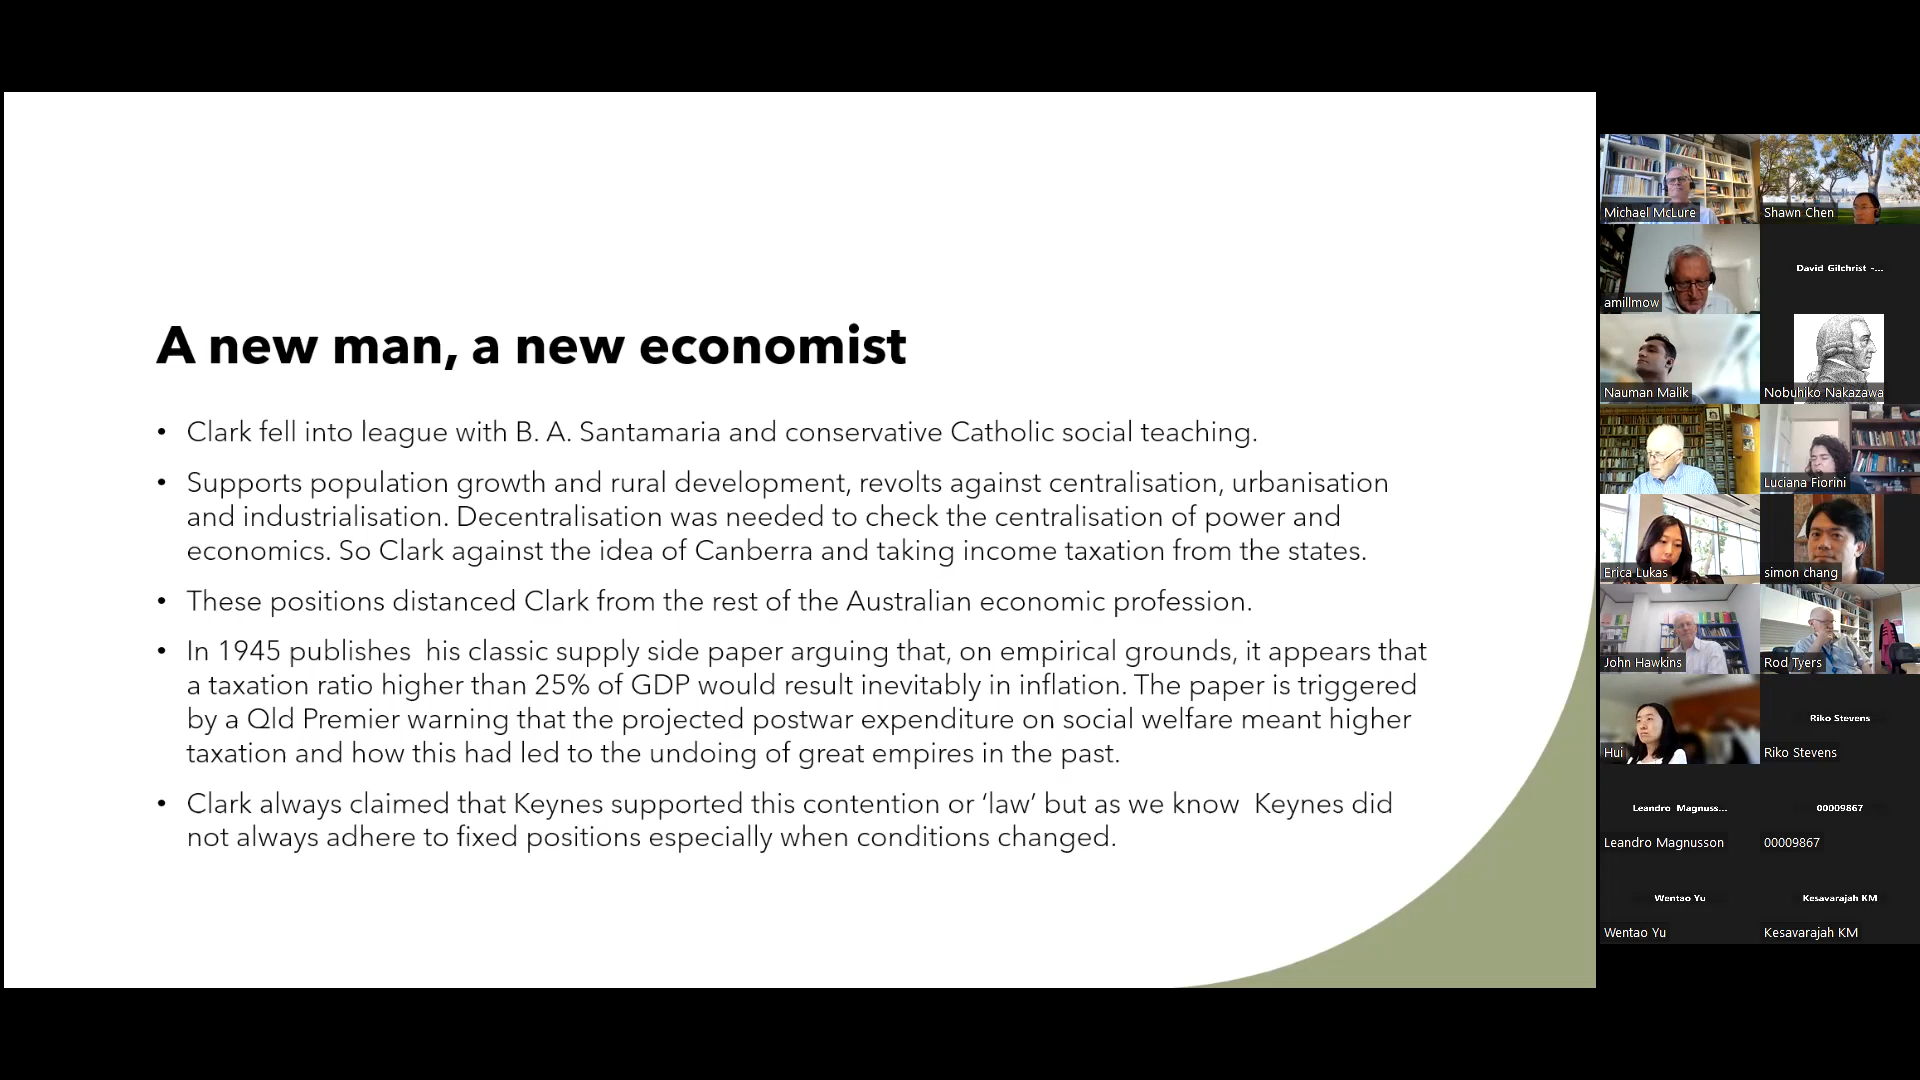 A new man, a new economist
• Clark fell into league with B. A. Santamaria and conservative Catholic social teaching.
• Supports population growth and rural development, revolts against centralisation, urbanisation
and industrialisation. Decentralisation was needed to check the centralisation of power and
economics. So Clark against the idea of Canberra and taking income taxation from the states.
• These positions distanced Clark from the rest of the Australian economic profession.
• In 1945 publishes  his classic supply side paper arguing that, on empirical grounds, it appears that
a taxation ratio higher than 25% of GDP would result inevitably in inflation. The paper is triggered
by a Qld Premier warning that the projected postwar expenditure on social welfare meant higher
taxation and how this had led to the undoing of great empires in the past.
• Clark always claimed that Keynes supported this contention or ‘law’ but as we know  Keynes did
not always adhere to fixed positions especially when conditions changed.
Michael McLure
Shawn Chen
amillmow
David Gilchrist -...
Nauman Malik
Nobuhiko Nakazawa
Luciana Fiorini
Erica Lukas
simon chang
John Hawkins
Rod Tyers
Hui
Riko Stevens
Riko Stevens
Leandro Magnuss...
Leandro Magnusson
00009867
00009867
Wentao Yu
Wentao Yu
Kesavarajah KM
Kesavarajah KM